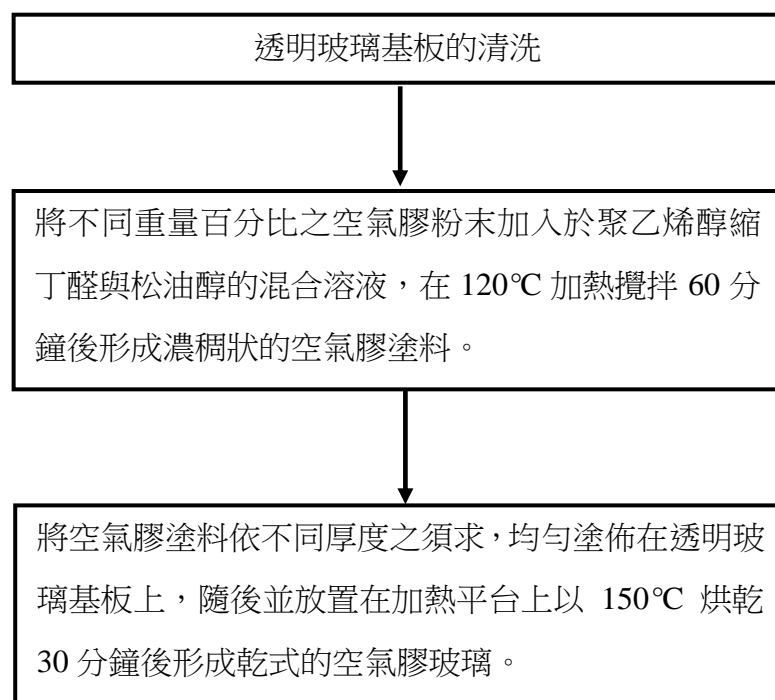 透明玻璃基板的清洗
將不同重量百分比之空氣膠粉末加入於聚乙烯醇縮
丁醛與松油醇的混合溶液，在 120℃ 加熱攪拌 60 分
鐘後形成濃稠狀的空氣膠塗料。
將空氣膠塗料依不同厚度之須求，均勻塗佈在透明玻
璃基板上，隨後並放置在加熱平台上以 150℃ 烘乾
30 分鐘後形成乾式的空氣膠玻璃。